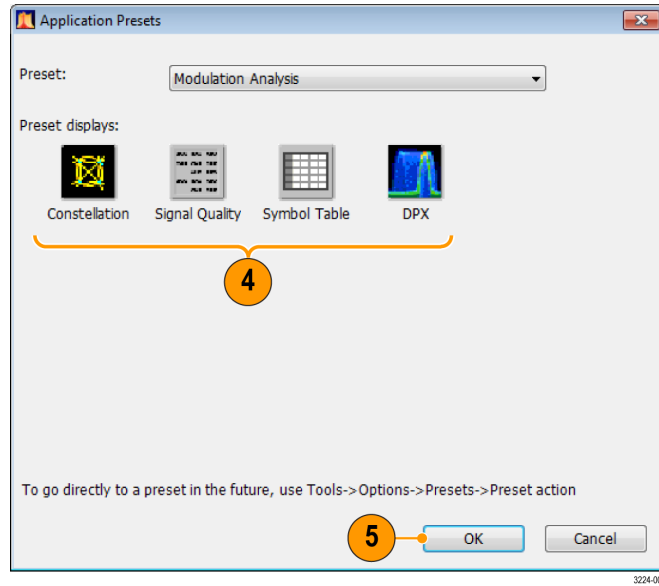 Application Presets
Preset: Modulation Analysis
Preset displays:
Constellation Signal Quality Symbol Table DPX
4
To go directly to a preset in the future, use Tools->Options->Presets->Preset action
5 OK Cancel